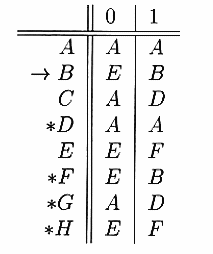 0 1
A A A
→ B E B
C A D
*D A A
E E F
*F E B
*G A D
*H E F